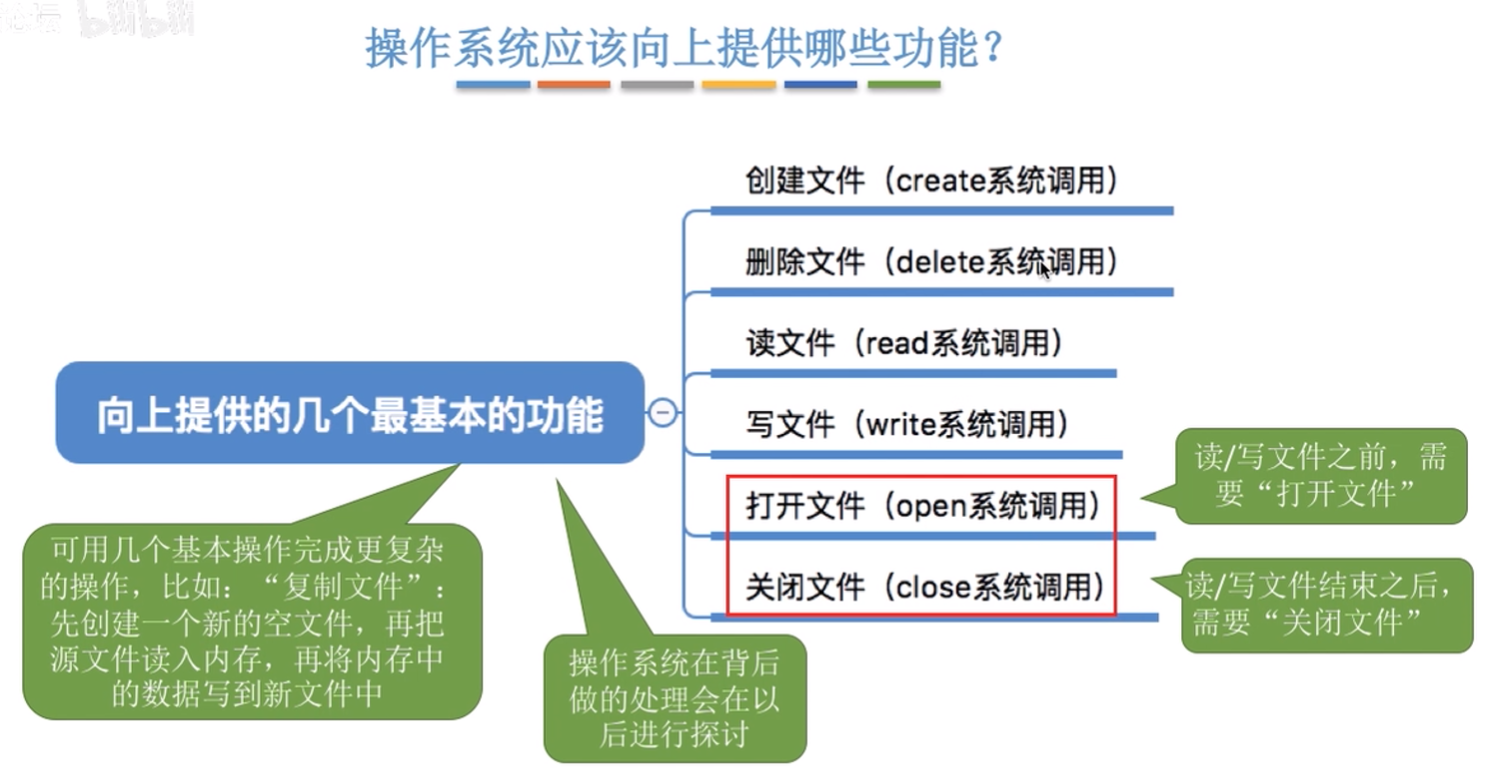 操作系统应该向上提供哪些功能？
创建文件（create系统调用）
删除文件（delete系统调用）
读文件（read系统调用）
向上提供的几个最基本的功能
写文件（write系统调用）
打开文件（open系统调用）
关闭文件（close系统调用）
读/写文件之前，需
要“打开文件”
读/写文件结束之后，
需要“关闭文件”
可用几个基本操作完成更复杂
的操作，比如：“复制文件”：
先创建一个新的空文件，再把
源文件读入内存，再将内存中
的数据写到新文件中
操作系统在背后
做的处理会在以
后进行探讨